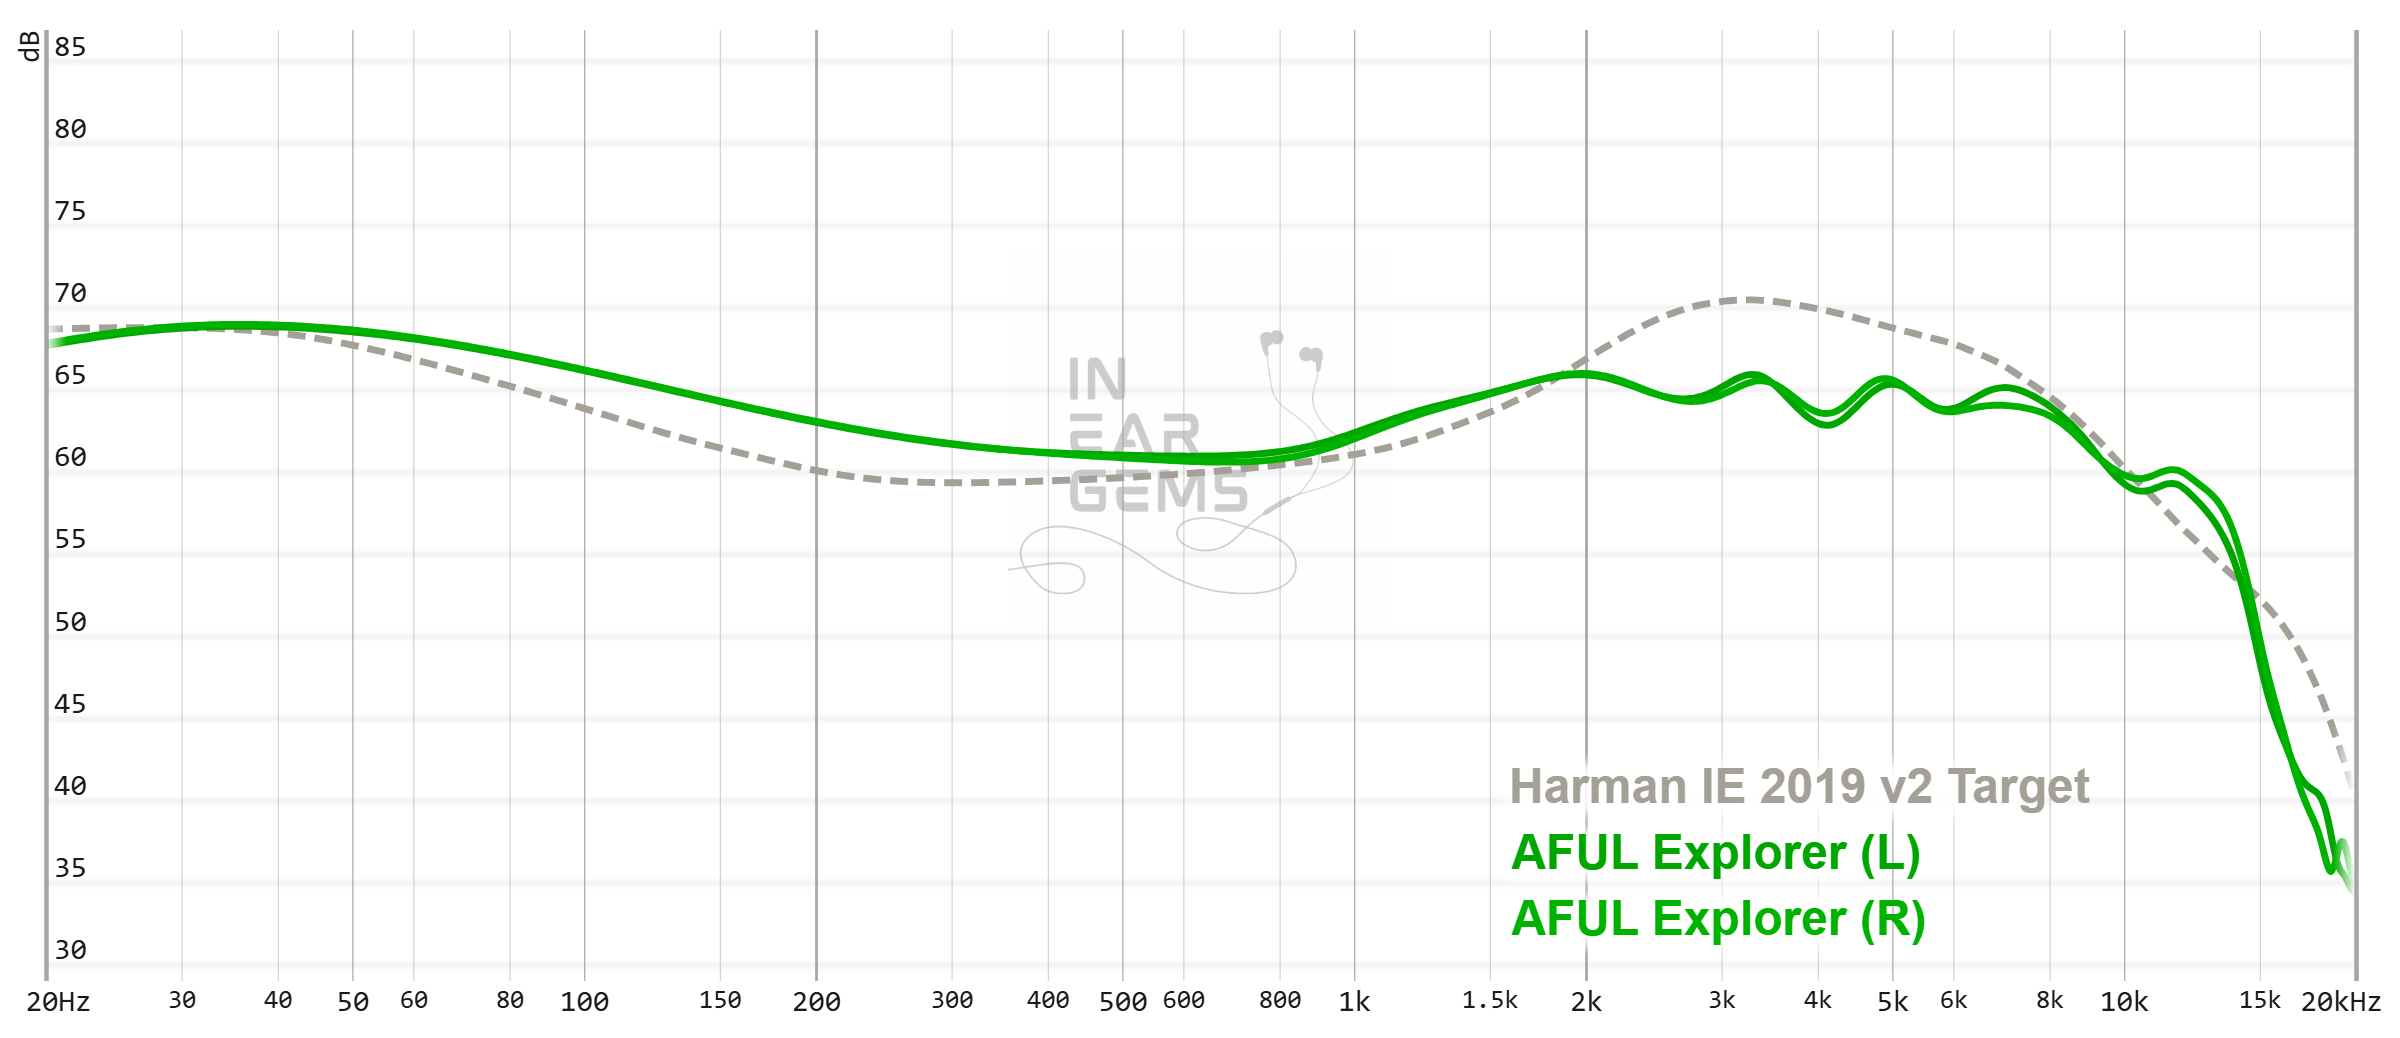 dB
85
80
75
70
65
60
55
50
45
40
35
30
IN
EAR
GEMS
Harman IE 2019 v2 Target
AFUL Explorer (L)
AFUL Explorer (R)
20Hz 30 40 50 60 80 100 150 200 300 400 500 600 800 1k 1.5k 2k 3k 4k 5k 6k 8k 10k 15k 20kHz